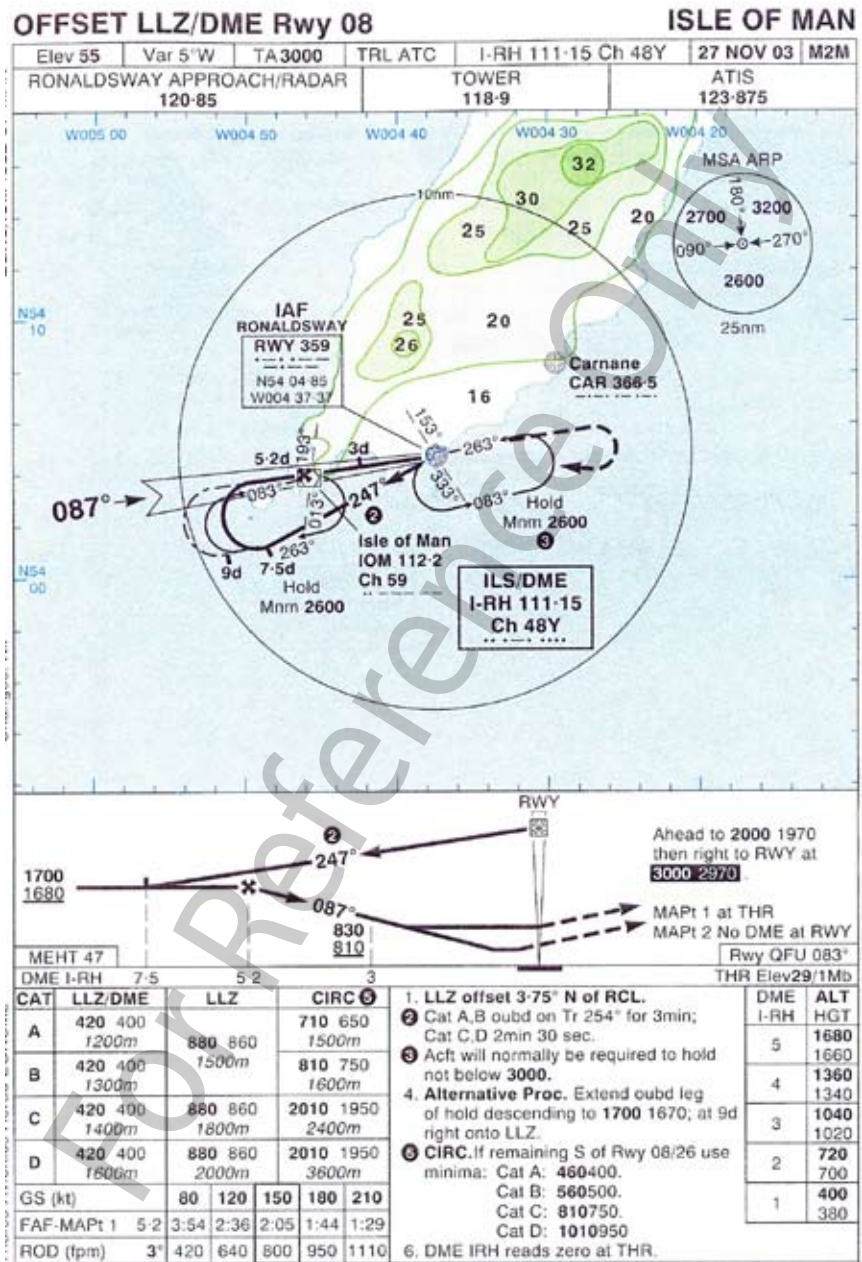 OFFSET LLZ/DME Rwy 08
ISLE OF MAN
Elev 55 Var 5°W TA 3000 TRL ATC I-RH 111·15 Ch 48Y 27 NOV 03 M2M
RONALDSWAY APPROACH/RADAR
120·85
TOWER
118·9
ATIS
123·875
W005 00 W004 50 W004 40 W004 30 W004 20
MSA ARP
180°
2700 3200
090° 270°
2600
25nm
10nm
32
30
25 25 20
N54
10
25 20
26
16
IAF
RONALDSWAY
RWY 359
N54 04·85
W004 37·37
Carnane
CAR 366·5
153°
193°
5·2d 3d
263°
087°
083°
247°
333°
083°
013°
2
Hold
Mnm 2600
3
263°
Isle of Man
IOM 112·2
Ch 59
9d 7·5d
Hold
Mnm 2600
N54
00
ILS/DME
I-RH 111·15
Ch 48Y
For Reference Only
RWY
2
247°
1700
1680
087°
830
810
Ahead to 2000 1970
then right to RWY at
3000 2970
MAPt 1 at THR
MAPt 2 No DME at RWY
MEHT 47
Rwy QFU 083°
DME I-RH 7·5 5·2 3
THR Elev 29/1Mb
CAT LLZ/DME LLZ CIRC 5
A 420 400 710 650
1200m 880 860 1500m
1500m
B 420 400 810 750
1300m 1600m
C 420 400 880 860 2010 1950
1400m 1800m 2400m
D 420 400 880 860 2010 1950
1600m 2000m 3600m
GS (kt) 80 120 150 180 210
FAF-MAPt 1 5·2 3:54 2:36 2:05 1:44 1:29
ROD (fpm) 3° 420 640 800 950 1110
1. LLZ offset 3·75° N of RCL.
2 Cat A,B oubd on Tr 254° for 3min;
Cat C,D 2min 30 sec.
3 Acft will normally be required to hold
not below 3000.
4. Alternative Proc. Extend oubd leg
of hold descending to 1700 1670; at 9d
right onto LLZ.
5 CIRC. If remaining S of Rwy 08/26 use
minima: Cat A: 460400.
Cat B: 560500.
Cat C: 810750.
Cat D: 1010950
6. DME IRH reads zero at THR.
DME ALT
I-RH HGT
5 1680
1660
4 1360
1340
3 1040
1020
2 720
700
1 400
380